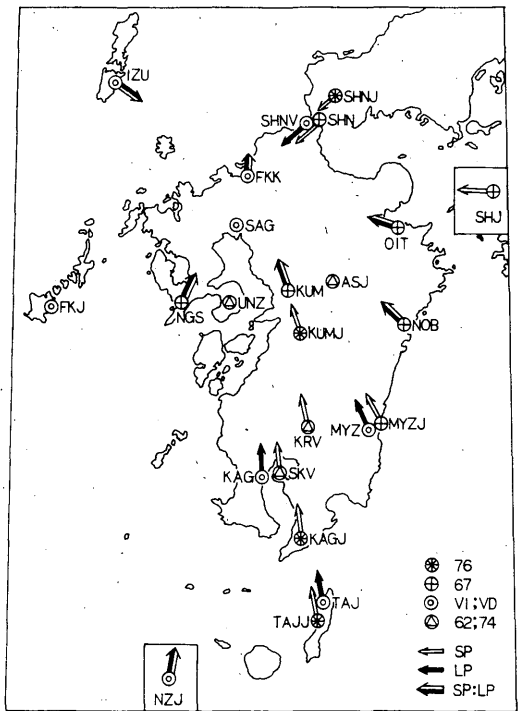 IZU
SHNJ
SHNV
SHN
FKK
SHJ
SAG
OIT
ASJ
KUM
FKJ
NGS
UNZ
NOB
KUMJ
KRV
MYZ
MYZJ
KAG
SKV
KAGJ
76
67
VI;VD
62;74
TAJ
TAJJ
SP
LP
SP:LP
NZJ